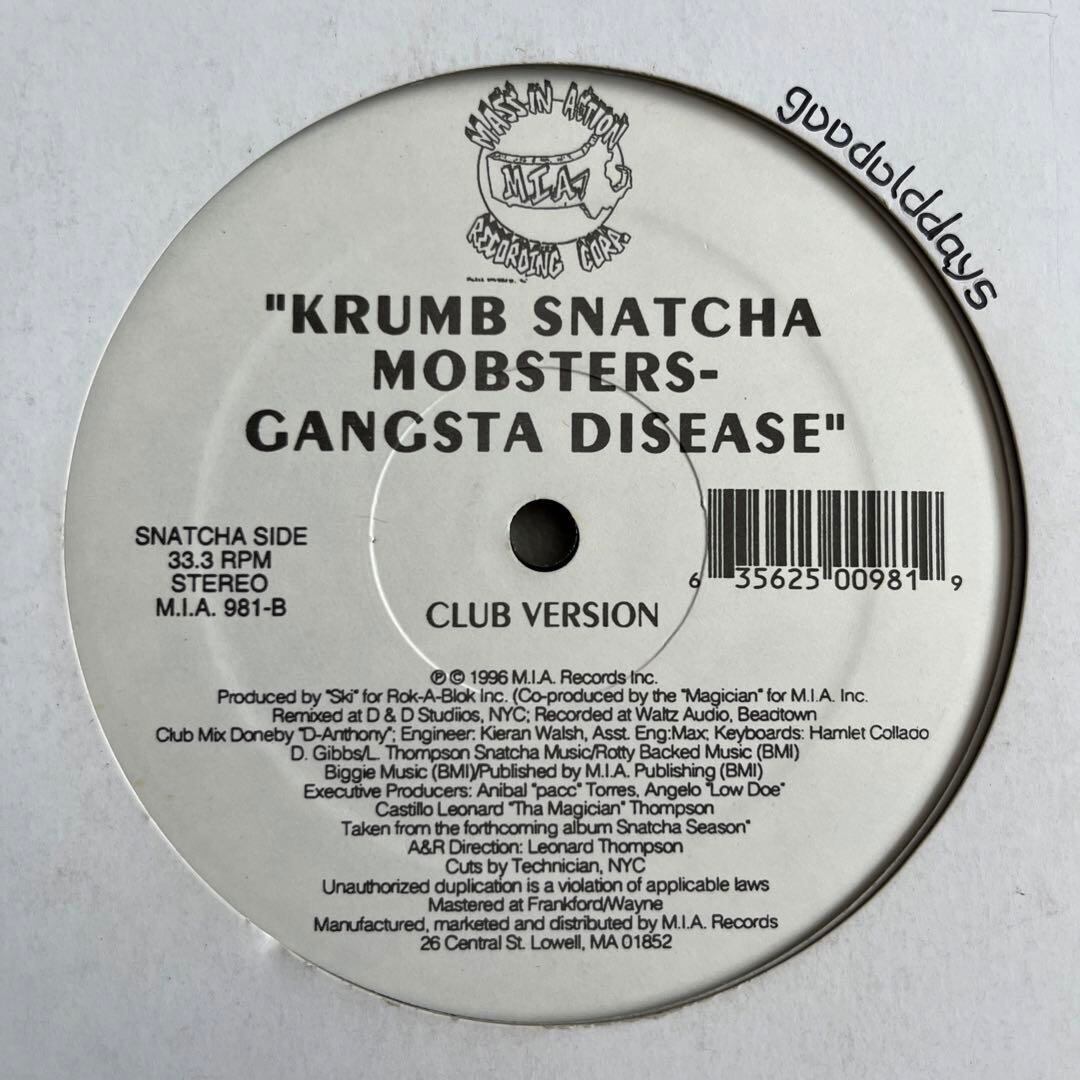 MASS IN ACTION
M.I.A.
RECORDING CORP.
goodolddays
"KRUMB SNATCHA
MOBSTERS-
GANGSTA DISEASE"
SNATCHA SIDE
33.3 RPM
STEREO
M.I.A. 981-B
6 35625 00981 9
CLUB VERSION
℗ © 1996 M.I.A. Records Inc.
Produced by "Ski" for Rok-A-Blok Inc. (Co-produced by the "Magician" for M.I.A. Inc.
Remixed at D & D Studiios, NYC; Recorded at Waltz Audio, Beadtown
Club Mix Doneby "D-Anthony"; Engineer: Kieran Walsh, Asst. Eng:Max; Keyboards: Hamlet Collado
D. Gibbs/L. Thompson Snatcha Music/Rotty Backed Music (BMI)
Biggie Music (BMI)/Published by M.I.A. Publishing (BMI)
Executive Producers: Anibal "pacc" Torres, Angelo "Low Doe"
Castillo Leonard "Tha Magician" Thompson
Taken from the forthcoming album Snatcha Season"
A&R Direction: Leonard Thompson
Cuts by Technician, NYC
Unauthorized duplication is a violation of applicable laws
Mastered at Frankford/Wayne
Manufactured, marketed and distributed by M.I.A. Records
26 Central St. Lowell, MA 01852